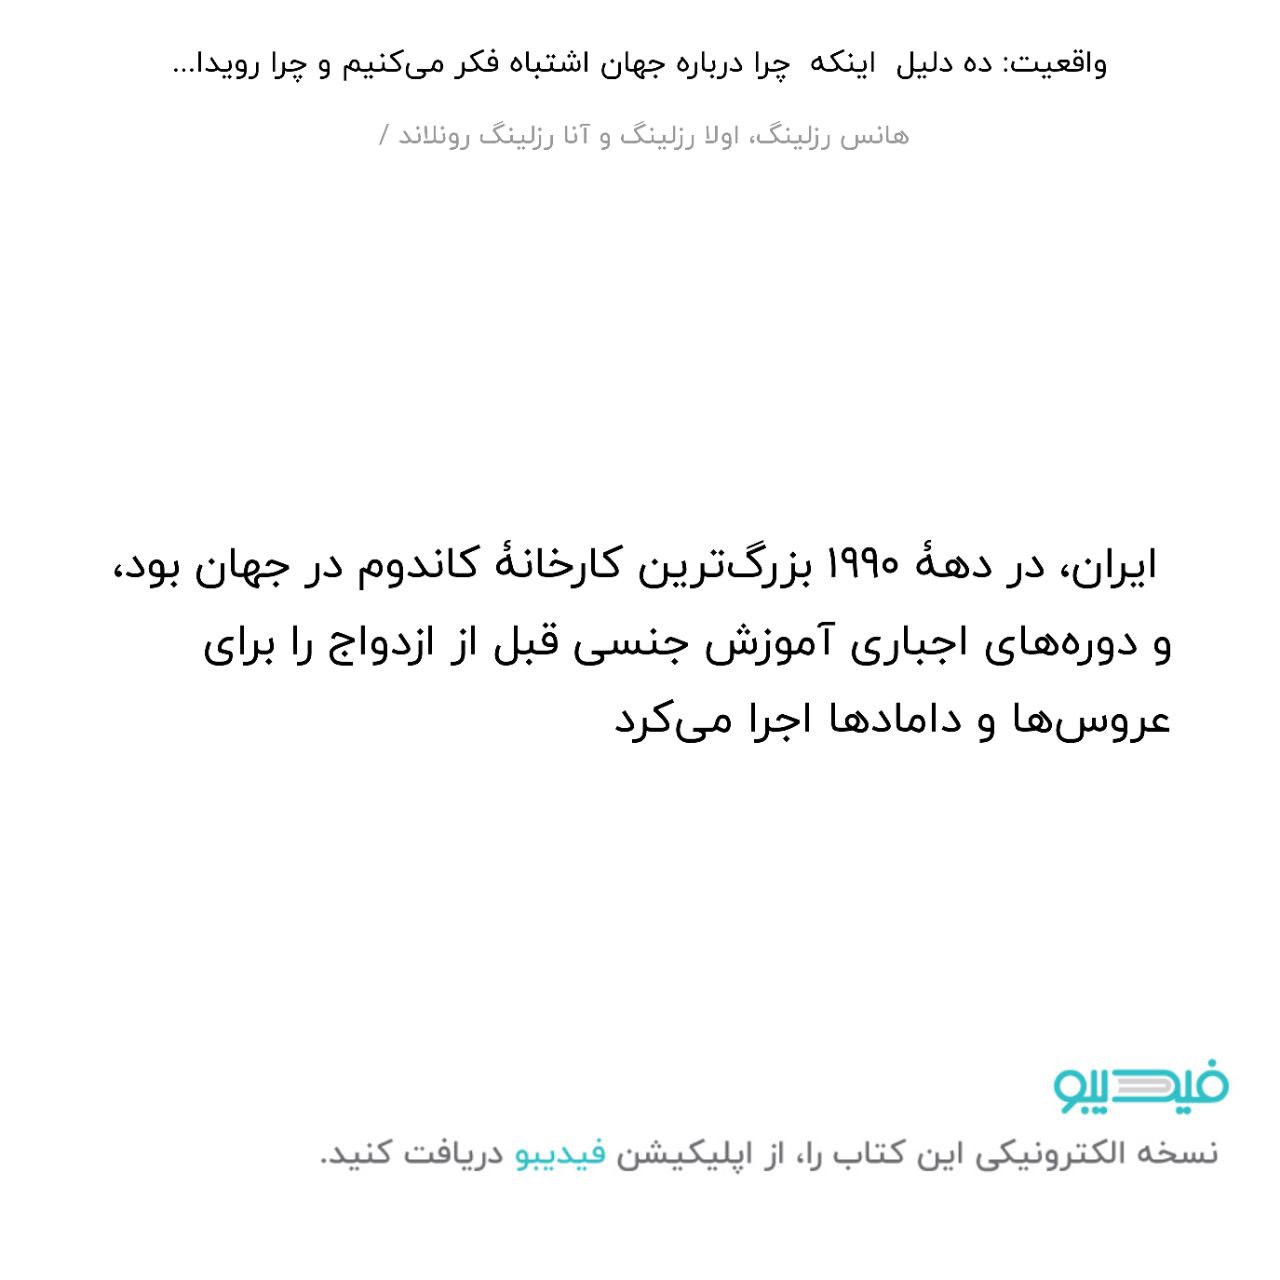 واقعیت: ده دلیل  اینکه  چرا درباره جهان اشتباه فکر می‌کنیم و چرا رویدا...
هانس رزلینگ، اولا رزلینگ و آنا رزلینگ رونلاند /
ایران، در دههٔ ۱۹۹۰ بزرگ‌ترین کارخانهٔ کاندوم در جهان بود،
و دوره‌های اجباری آموزش جنسی قبل از ازدواج را برای
عروس‌ها و دامادها اجرا می‌کرد
فیدیبو
نسخه الکترونیکی این کتاب را، از اپلیکیشن فیدیبو دریافت کنید.